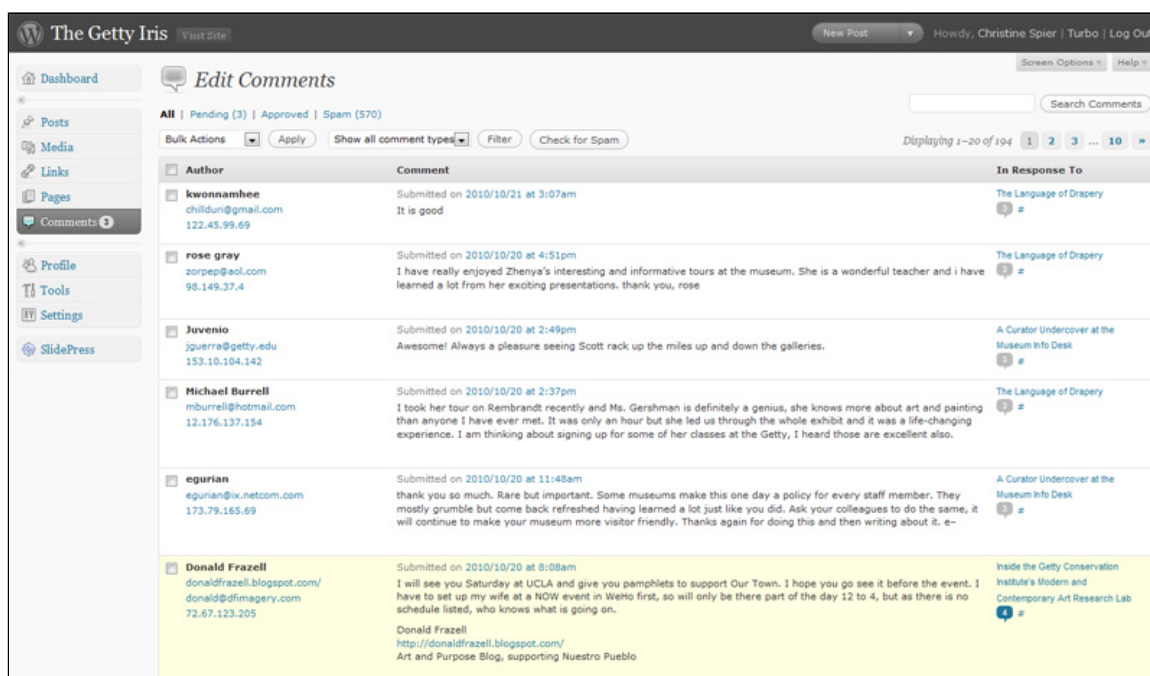 The Getty Iris Visit Site New Post Howdy, Christine Spier | Turbo | Log Out
Screen Options Help
Dashboard
Posts
Media
Links
Pages
Comments 3
Profile
Tools
Settings
SlidePress
Edit Comments
All | Pending (3) | Approved | Spam (570)
Search Comments
Bulk Actions Apply Show all comment types Filter Check for Spam Displaying 1–20 of 194 1 2 3 ... 10 »
Author Comment In Response To
kwonnamhee
chillduri@gmail.com
122.45.99.69
Submitted on 2010/10/21 at 3:07am
It is good
The Language of Drapery
3 #
rose gray
zorpep@aol.com
98.149.37.4
Submitted on 2010/10/20 at 4:51pm
I have really enjoyed Zhenya's interesting and informative tours at the museum. She is a wonderful teacher and i have
learned a lot from her exciting presentations. thank you, rose
The Language of Drapery
3 #
Juvenio
jguerra@getty.edu
153.10.104.142
Submitted on 2010/10/20 at 2:49pm
Awesome! Always a pleasure seeing Scott rack up the miles up and down the galleries.
A Curator Undercover at the
Museum Info Desk
3 #
Michael Burrell
mburrell@hotmail.com
12.176.137.154
Submitted on 2010/10/20 at 2:37pm
I took her tour on Rembrandt recently and Ms. Gershman is definitely a genius, she knows more about art and painting
than anyone I have ever met. It was only an hour but she led us through the whole exhibit and it was a life-changing
experience. I am thinking about signing up for some of her classes at the Getty, I heard those are excellent also.
The Language of Drapery
3 #
egurian
egurian@ix.netcom.com
173.79.165.69
Submitted on 2010/10/20 at 11:48am
thank you so much. Rare but important. Some museums make this one day a policy for every staff member. They
mostly grumble but come back refreshed having learned a lot just like you did. Ask your colleagues to do the same, it
will continue to make your museum more visitor friendly. Thanks again for doing this and then writing about it. e–
A Curator Undercover at the
Museum Info Desk
3 #
Donald Frazell
donaldfrazell.blogspot.com/
donald@dfimagery.com
72.67.123.205
Submitted on 2010/10/20 at 8:08am
I will see you Saturday at UCLA and give you pamphlets to support Our Town. I hope you go see it before the event. I
have to set up my wife at a NOW event in WeHo first, so will only be there part of the day 12 to 4, but as there is no
schedule listed, who knows what is going on.
Donald Frazell
http://donaldfrazell.blogspot.com/
Art and Purpose Blog, supporting Nuestro Pueblo
Inside the Getty Conservation
Institute's Modern and
Contemporary Art Research Lab
4 #